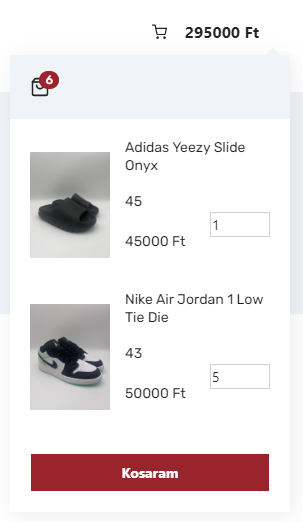 295000 Ft
6
Adidas Yeezy Slide
Onyx
45
45000 Ft
1
Nike Air Jordan 1 Low
Tie Die
43
50000 Ft
5
Kosaram